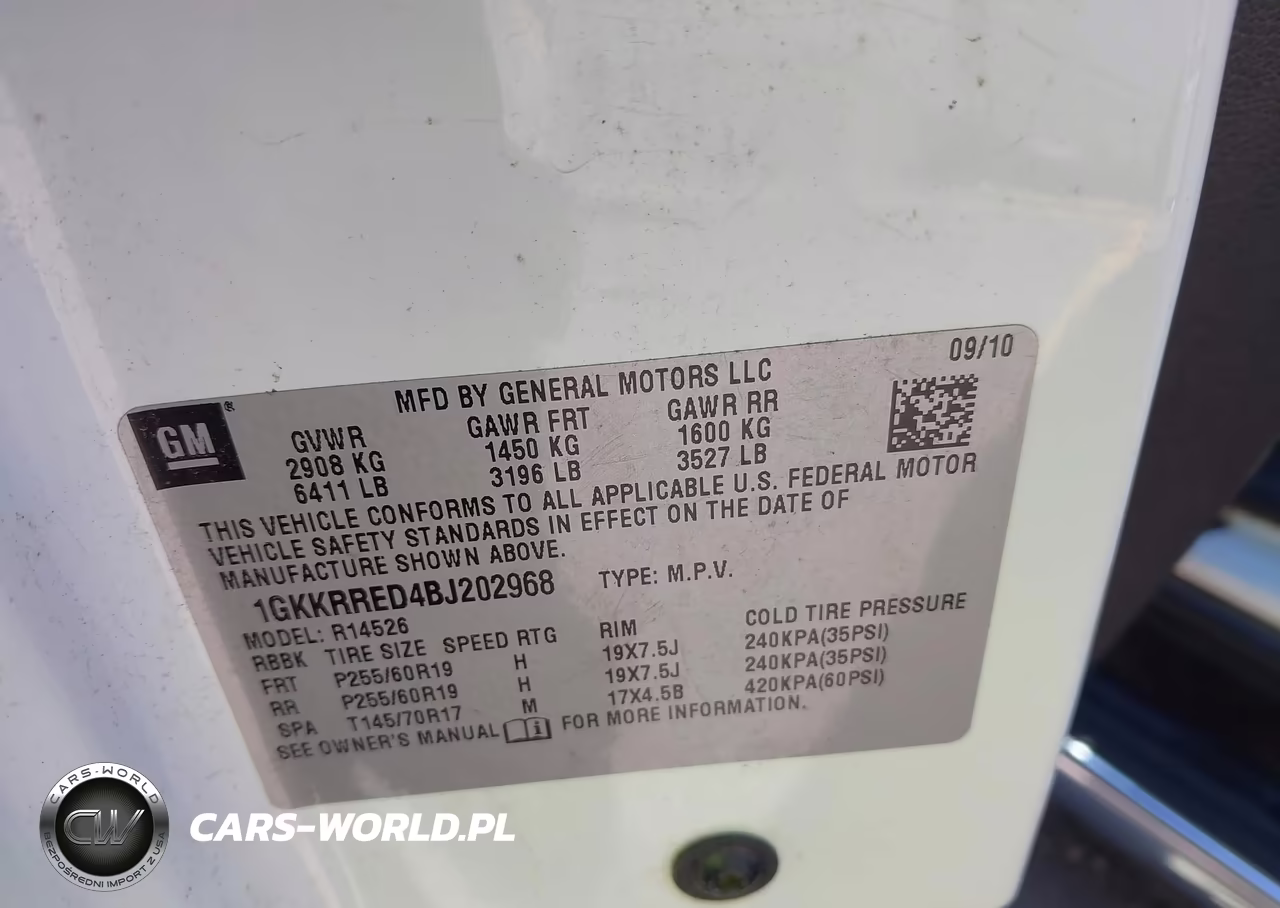 09/10
MFD BY GENERAL MOTORS LLC
GM®
GVWR GAWR FRT GAWR RR
2908 KG 1450 KG 1600 KG
6411 LB 3196 LB 3527 LB
THIS VEHICLE CONFORMS TO ALL APPLICABLE U.S. FEDERAL MOTOR
VEHICLE SAFETY STANDARDS IN EFFECT ON THE DATE OF
MANUFACTURE SHOWN ABOVE.
1GKKRRED4BJ202968 TYPE: M.P.V.
MODEL: R14526
RBBK TIRE SIZE SPEED RTG RIM COLD TIRE PRESSURE
FRT P255/60R19 H 19X7.5J 240KPA(35PSI)
RR P255/60R19 H 19X7.5J 240KPA(35PSI)
SPA T145/70R17 M 17X4.5B 420KPA(60PSI)
SEE OWNER'S MANUAL FOR MORE INFORMATION.
CARS-WORLD
CW
BEZPOŚREDNI IMPORT Z USA
CARS-WORLD.PL